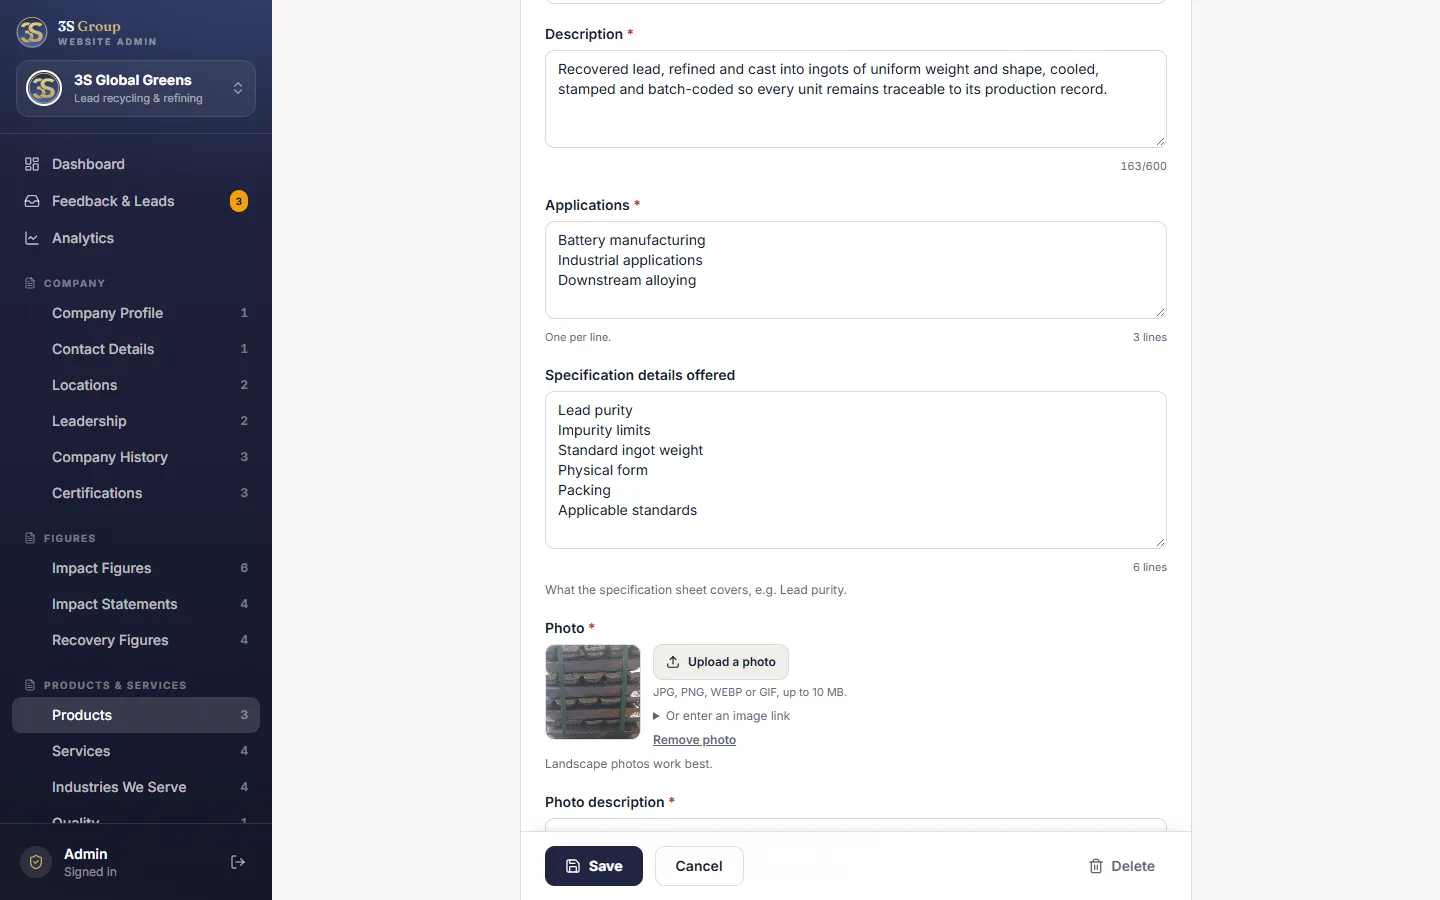 3S Group
WEBSITE ADMIN
3S Global Greens
Lead recycling & refining
Dashboard
Feedback & Leads 3
Analytics
COMPANY
Company Profile 1
Contact Details 1
Locations 2
Leadership 2
Company History 3
Certifications 3
FIGURES
Impact Figures 6
Impact Statements 4
Recovery Figures 4
PRODUCTS & SERVICES
Products 3
Services 4
Industries We Serve 4
Quality 1
Admin
Signed in
Description *
Recovered lead, refined and cast into ingots of uniform weight and shape, cooled,
stamped and batch-coded so every unit remains traceable to its production record.
163/600
Applications *
Battery manufacturing
Industrial applications
Downstream alloying
One per line. 3 lines
Specification details offered
Lead purity
Impurity limits
Standard ingot weight
Physical form
Packing
Applicable standards
6 lines
What the specification sheet covers, e.g. Lead purity.
Photo *
Upload a photo
JPG, PNG, WEBP or GIF, up to 10 MB.
Or enter an image link
Remove photo
Landscape photos work best.
Photo description *
Save Cancel Delete